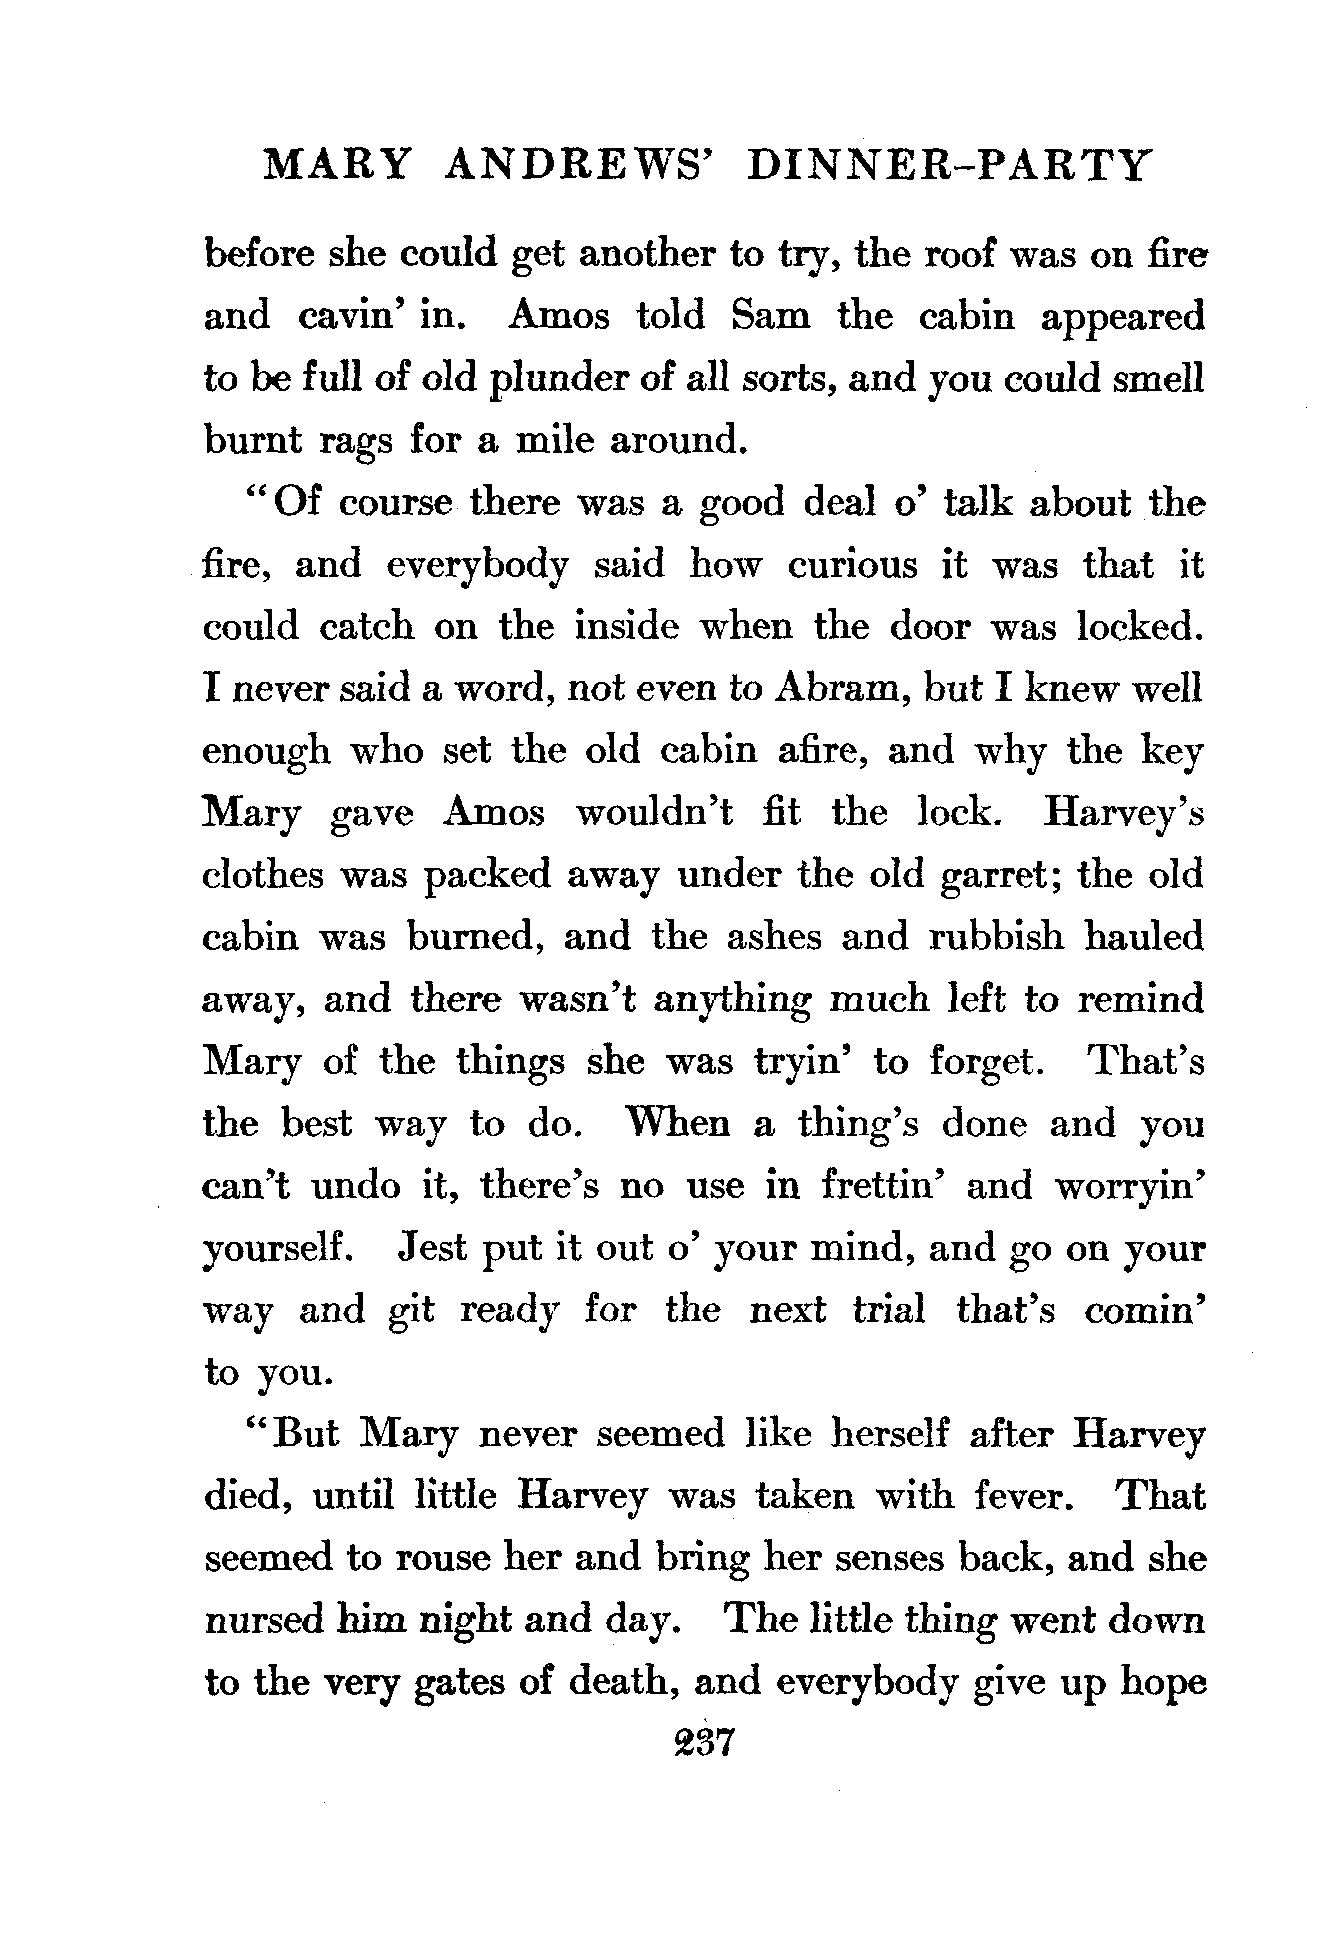 MARY ANDREWS' DINNER-PARTY
before she could get another to try, the roof was on fire
and cavin' in. Amos told Sam the cabin appeared
to be full of old plunder of all sorts, and you could smell
burnt rags for a mile around.
"Of course there was a good deal o' talk about the
fire, and everybody said how curious it was that it
could catch on the inside when the door was locked.
I never said a word, not even to Abram, but I knew well
enough who set the old cabin afire, and why the key
Mary gave Amos wouldn't fit the lock. Harvey's
clothes was packed away under the old garret; the old
cabin was burned, and the ashes and rubbish hauled
away, and there wasn't anything much left to remind
Mary of the things she was tryin' to forget. That's
the best way to do. When a thing's done and you
can't undo it, there's no use in frettin' and worryin'
yourself. Jest put it out o' your mind, and go on your
way and git ready for the next trial that's comin'
to you.
"But Mary never seemed like herself after Harvey
died, until little Harvey was taken with fever. That
seemed to rouse her and bring her senses back, and she
nursed him night and day. The little thing went down
to the very gates of death, and everybody give up hope
237